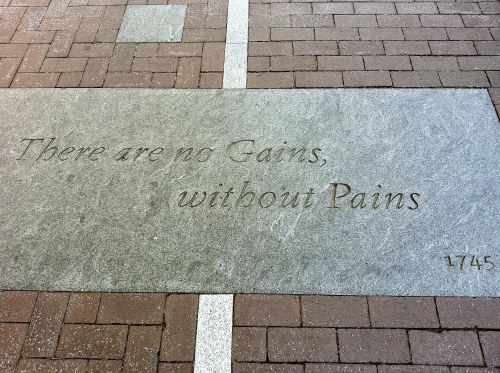 There are no Gains,
without Pains
1745